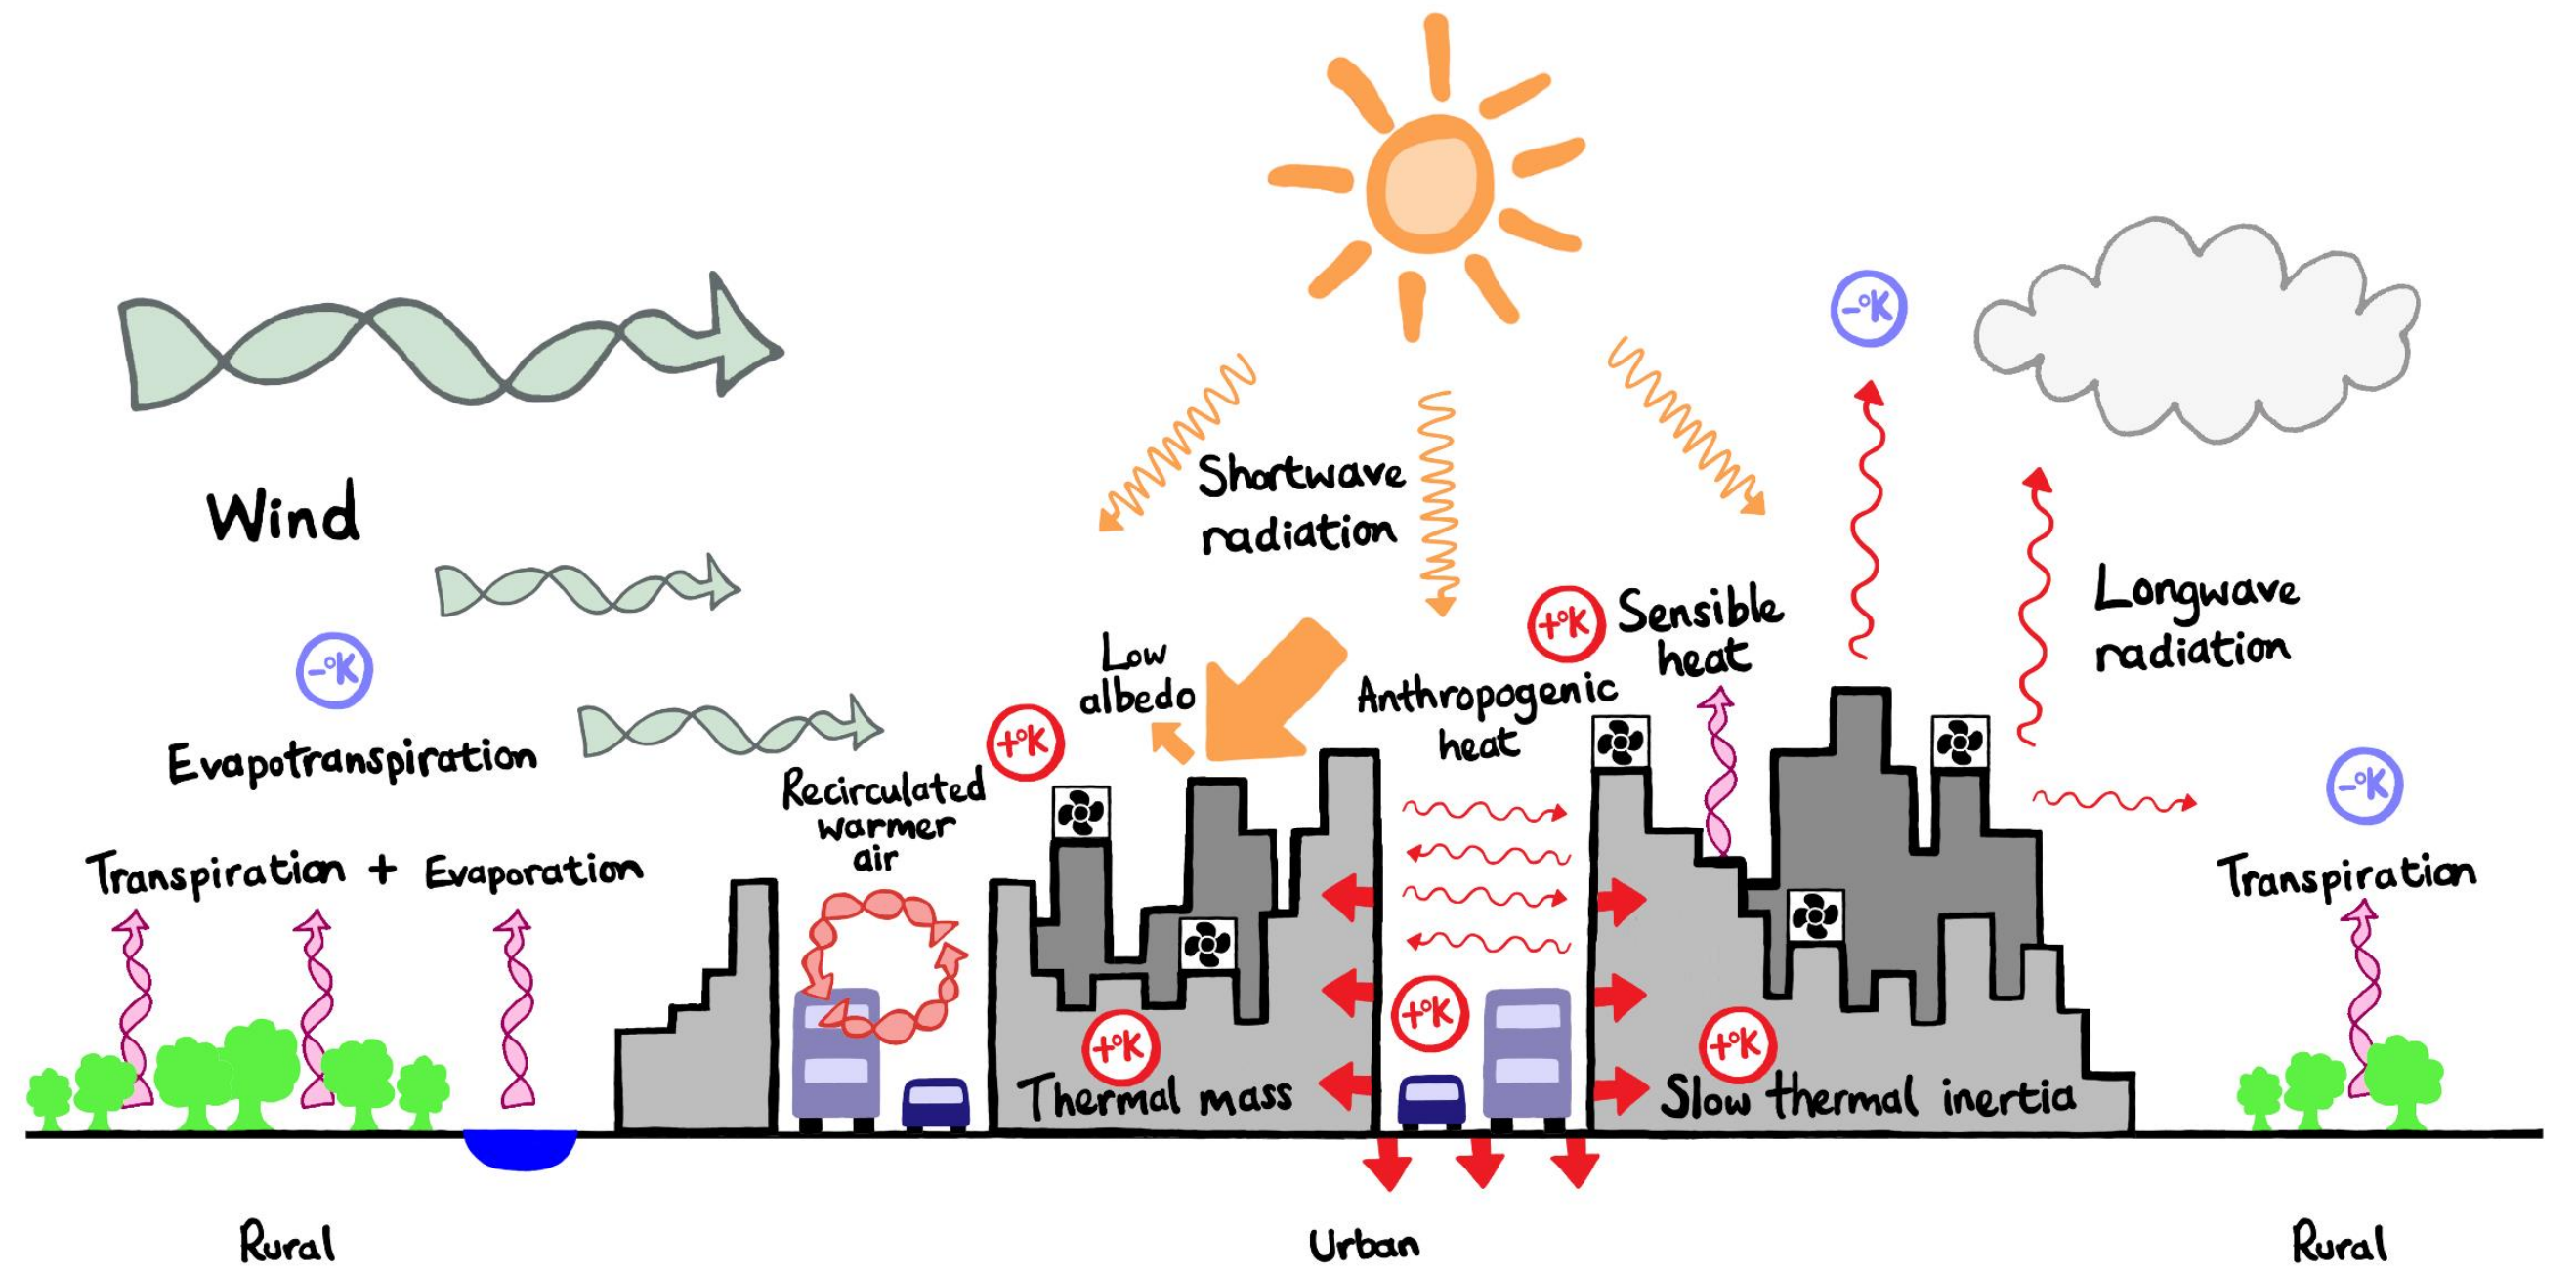 -°K
Wind
Shortwave
radiation
+°K
Sensible
heat
Longwave
radiation
-°K
Low
albedo
Anthropogenic
heat
+°K
Evapotranspiration
Recirculated
warmer
air
-°K
Transpiration + Evaporation
Transpiration
+°K
+°K
+°K
Thermal mass
Slow thermal inertia
Rural
Urban
Rural